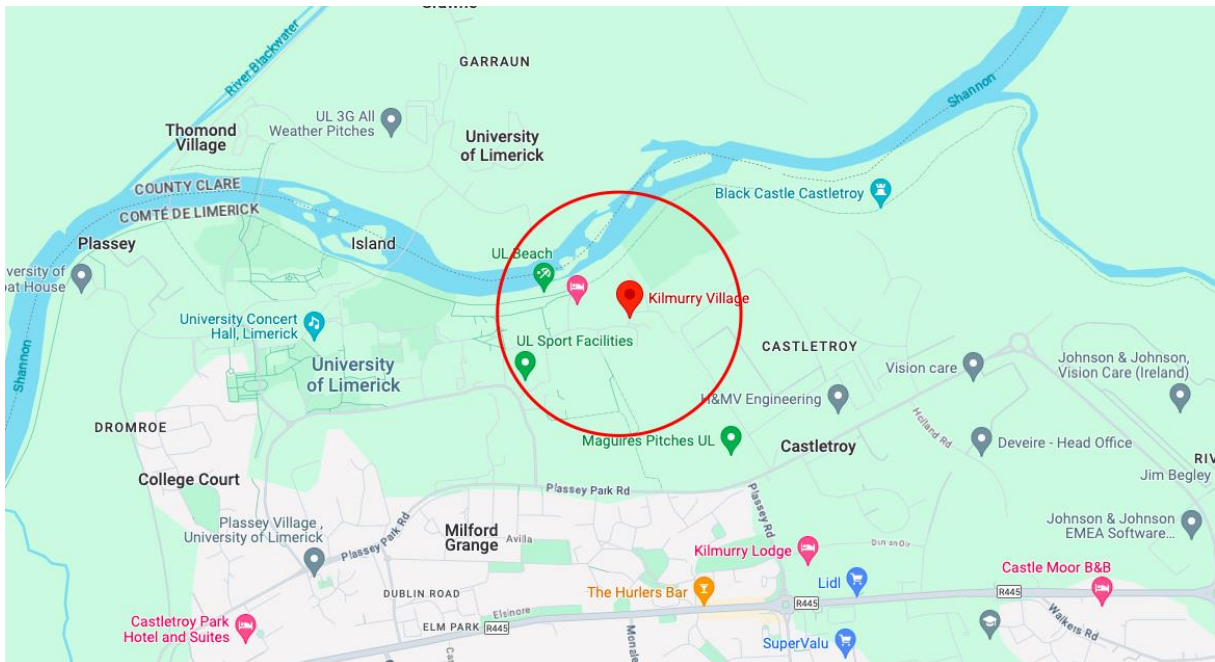 River Blackwater
GARRAUN
UL 3G All
Weather Pitches
Thomond
Village
University
of Limerick
Shannon
COUNTY CLARE
COMTÉ DE LIMERICK
Black Castle Castletroy
Plassey
Island
UL Beach
Kilmurry Village
University Concert
Hall, Limerick
UL Sport Facilities
CASTLETROY
University
of Limerick
Vision care
Johnson & Johnson,
Vision Care (Ireland)
Shannon
H&MV Engineering
Holland Rd
DROMROE
Maguires Pitches UL
Castletroy
Deveire - Head Office
College Court
Plassey Park Rd
Jim Begley
Plassey Village ,
University of Limerick
Plassey Park Rd
Milford
Grange
Avilla
Plassey Rd
Johnson & Johnson
EMEA Software...
Kilmurry Lodge
Castle Moor B&B
DUBLIN ROAD
The Hurlers Bar
Lidl
R445
R445
Castletroy Park
Hotel and Suites
Elsinore
ELM PARK
R445
SuperValu
Walkers Rd